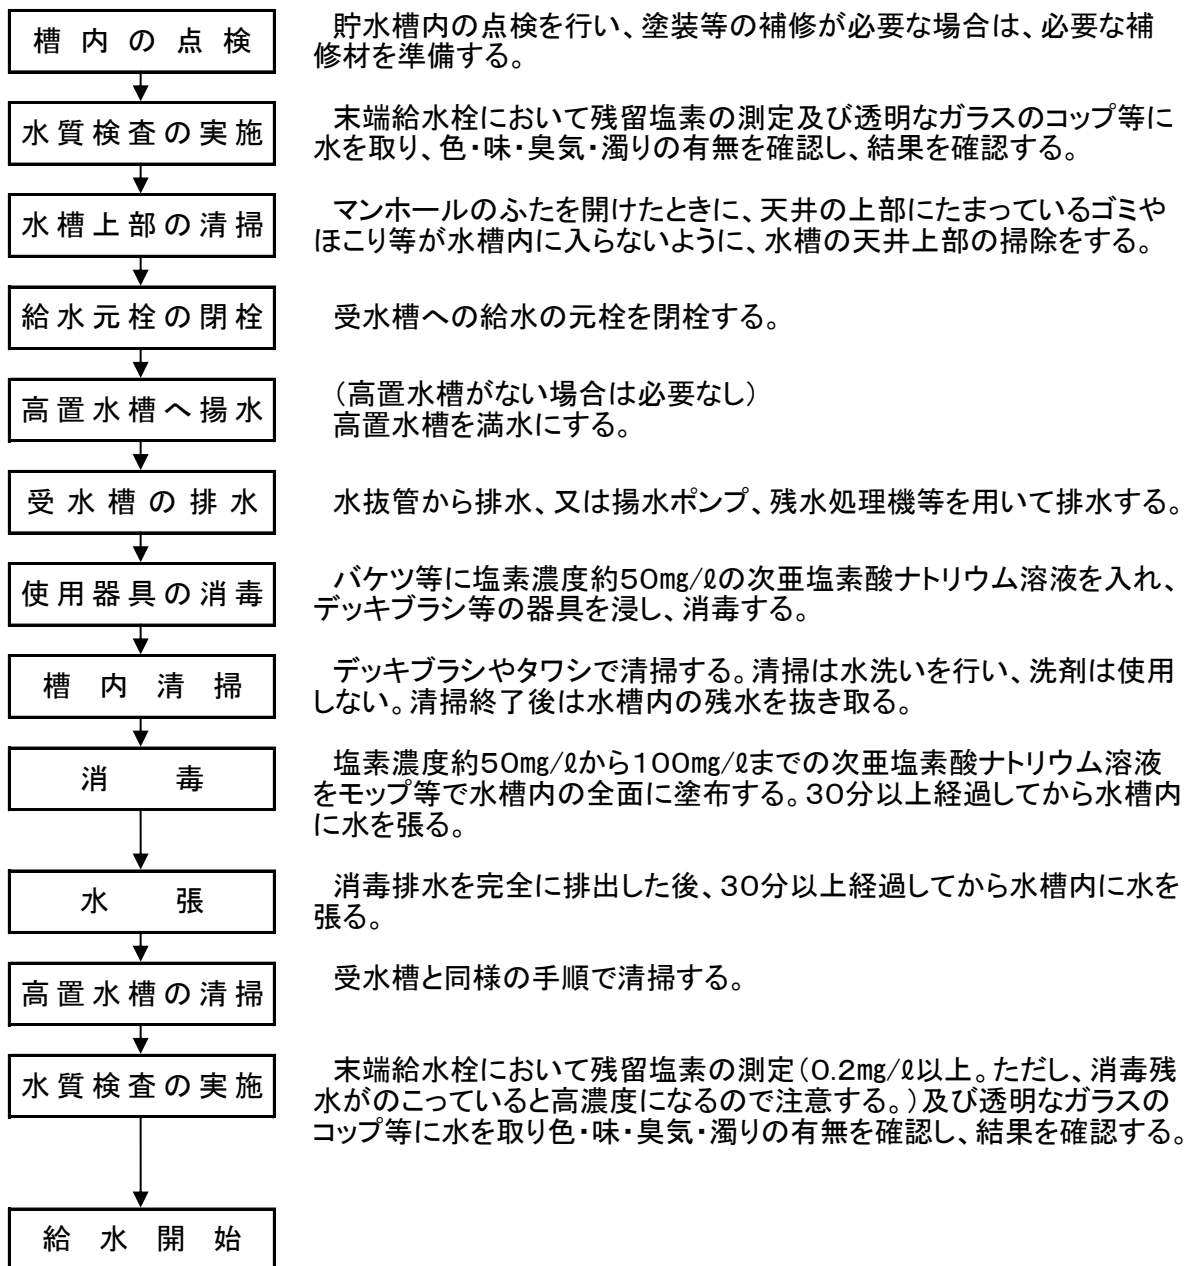 槽内の点検
貯水槽内の点検を行い、塗装等の補修が必要な場合は、必要な補
修材を準備する。
水質検査の実施
末端給水栓において残留塩素の測定及び透明なガラスのコップ等に
水を取り、色・味・臭気・濁りの有無を確認し、結果を確認する。
水槽上部の清掃
マンホールのふたを開けたときに、天井の上部にたまっているゴミや
ほこり等が水槽内に入らないように、水槽の天井上部の掃除をする。
給水元栓の閉栓
受水槽への給水の元栓を閉栓する。
高置水槽へ揚水
（高置水槽がない場合は必要なし）
高置水槽を満水にする。
受水槽の排水
水抜管から排水、又は揚水ポンプ、残水処理機等を用いて排水する。
使用器具の消毒
バケツ等に塩素濃度約50mg/ℓの次亜塩素酸ナトリウム溶液を入れ、
デッキブラシ等の器具を浸し、消毒する。
槽内清掃
デッキブラシやタワシで清掃する。清掃は水洗いを行い、洗剤は使用
しない。清掃終了後は水槽内の残水を抜き取る。
消毒
塩素濃度約50mg/ℓから100mg/ℓまでの次亜塩素酸ナトリウム溶液
をモップ等で水槽内の全面に塗布する。30分以上経過してから水槽内
に水を張る。
水張
消毒排水を完全に排出した後、30分以上経過してから水槽内に水を
張る。
高置水槽の清掃
受水槽と同様の手順で清掃する。
水質検査の実施
末端給水栓において残留塩素の測定（0.2mg/ℓ以上。ただし、消毒残
水がのこっていると高濃度になるので注意する。）及び透明なガラスの
コップ等に水を取り色・味・臭気・濁りの有無を確認し、結果を確認する。
給水開始